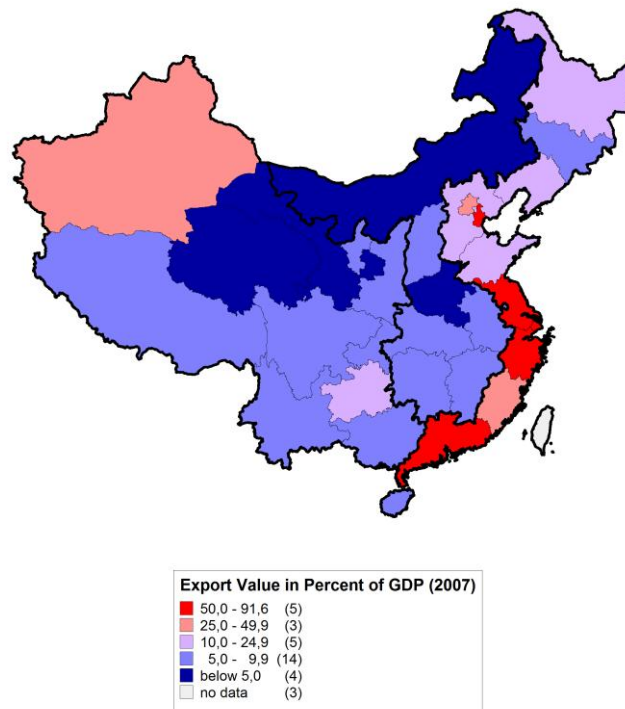 Export Value in Percent of GDP (2007)
50,0 - 91,6 (5)
25,0 - 49,9 (3)
10,0 - 24,9 (5)
5,0 - 9,9 (14)
below 5,0 (4)
no data (3)